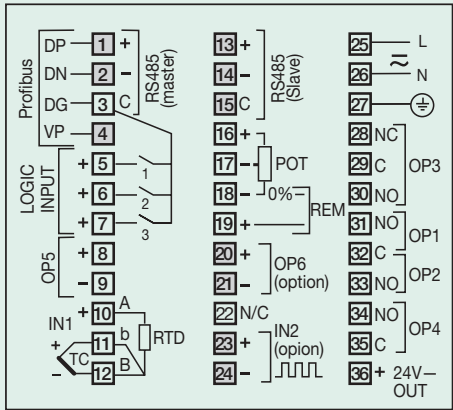 Profibus
DP 1 +
DN 2 -
DG 3 C
VP 4
RS485
(master)
LOGIC
INPUT
+ 5 1
+ 6 2
+ 7 3
OP5
+ 8
- 9
IN1 + 10 A
+ 11 b RTD
TC
- 12 B
13 +
14 -
15 C
RS485
(Slave)
16 +
17 - POT
18 - 0%
19 + REM
20 +
21 -
OP6
(option)
22 N/C
23 +
24 -
IN2
(opion)
25 L
26 N
27
28 NC
29 C
30 NO
OP3
31 NO
32 C
33 NO
OP1
OP2
34 NO
35 C
OP4
36 + 24V–
OUT